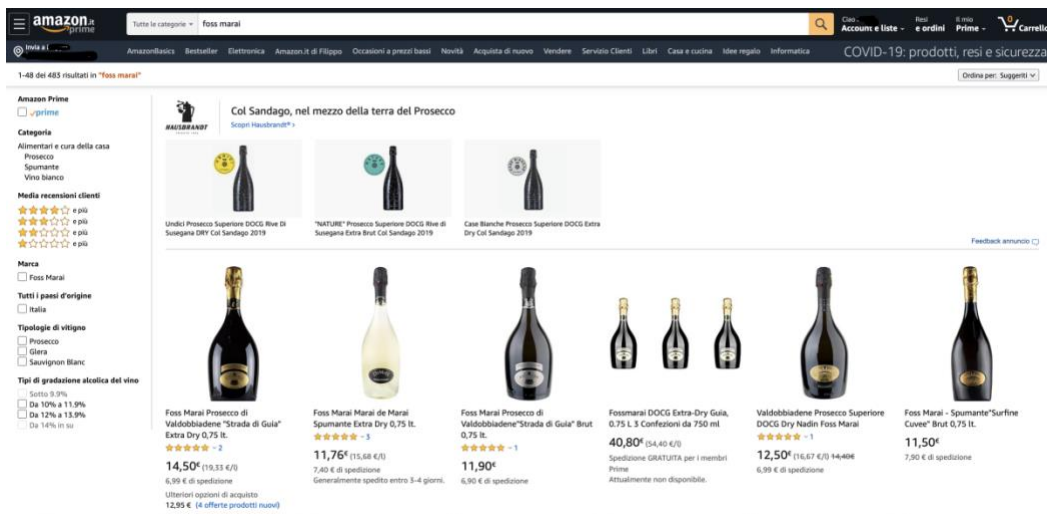 amazon.it
prime
Tutte le categorie
foss marai
Ciao
Account e liste
Resi
e ordini
Il mio
Prime
0
Carrello
Invia a
AmazonBasics Bestseller Elettronica Amazon.it di Filippo Occasioni a prezzi bassi Novità Acquista di nuovo Vendere Servizio Clienti Libri Casa e cucina Idee regalo Informatica
COVID-19: prodotti, resi e sicurezza
1-48 dei 483 risultati in "foss marai"
Ordina per: Suggeriti
Amazon Prime
prime
Categoria
Alimentari e cura della casa
Prosecco
Spumante
Vino bianco
Media recensioni clienti
e più
e più
e più
e più
Marca
Foss Marai
Tutti i paesi d'origine
Italia
Tipologie di vitigno
Prosecco
Glera
Sauvignon Blanc
Tipi di gradazione alcolica del vino
Sotto 9.9%
Da 10% a 11.9%
Da 12% a 13.9%
Da 14% in su
HAUSBRANDT
Col Sandago, nel mezzo della terra del Prosecco
Scopri Hausbrandt® >
Undici Prosecco Superiore DOCG Rive Di
Susegana DRY Col Sandago 2019
"NATURE" Prosecco Superiore DOCG Rive di
Susegana Extra Brut Col Sandago 2019
Case Bianche Prosecco Superiore DOCG Extra
Dry Col Sandago 2019
Feedback annuncio
Foss Marai Prosecco di
Valdobbiadene "Strada di Guia"
Extra Dry 0,75 lt.
2
14,50€ (19,33 €/l)
6,99 € di spedizione
Ulteriori opzioni di acquisto
12,95 € (4 offerte prodotti nuovi)
Foss Marai Marai de Marai
Spumante Extra Dry 0,75 lt.
3
11,76€ (15,68 €/l)
7,40 € di spedizione
Generalmente spedito entro 3-4 giorni.
Foss Marai Prosecco di
Valdobbiadene"Strada di Guia" Brut
0,75 lt.
1
11,90€
6,90 € di spedizione
Fossmarai DOCG Extra-Dry Guia,
0.75 L 3 Confezioni da 750 ml
40,80€ (54,40 €/l)
Spedizione GRATUITA per i membri
Prime
Attualmente non disponibile.
Valdobbiadene Prosecco Superiore
DOCG Dry Nadin Foss Marai
1
12,50€ (16,67 €/l) 14,40€
6,99 € di spedizione
Foss Marai - Spumante"Surfine
Cuvee" Brut 0,75 lt.
11,50€
7,90 € di spedizione